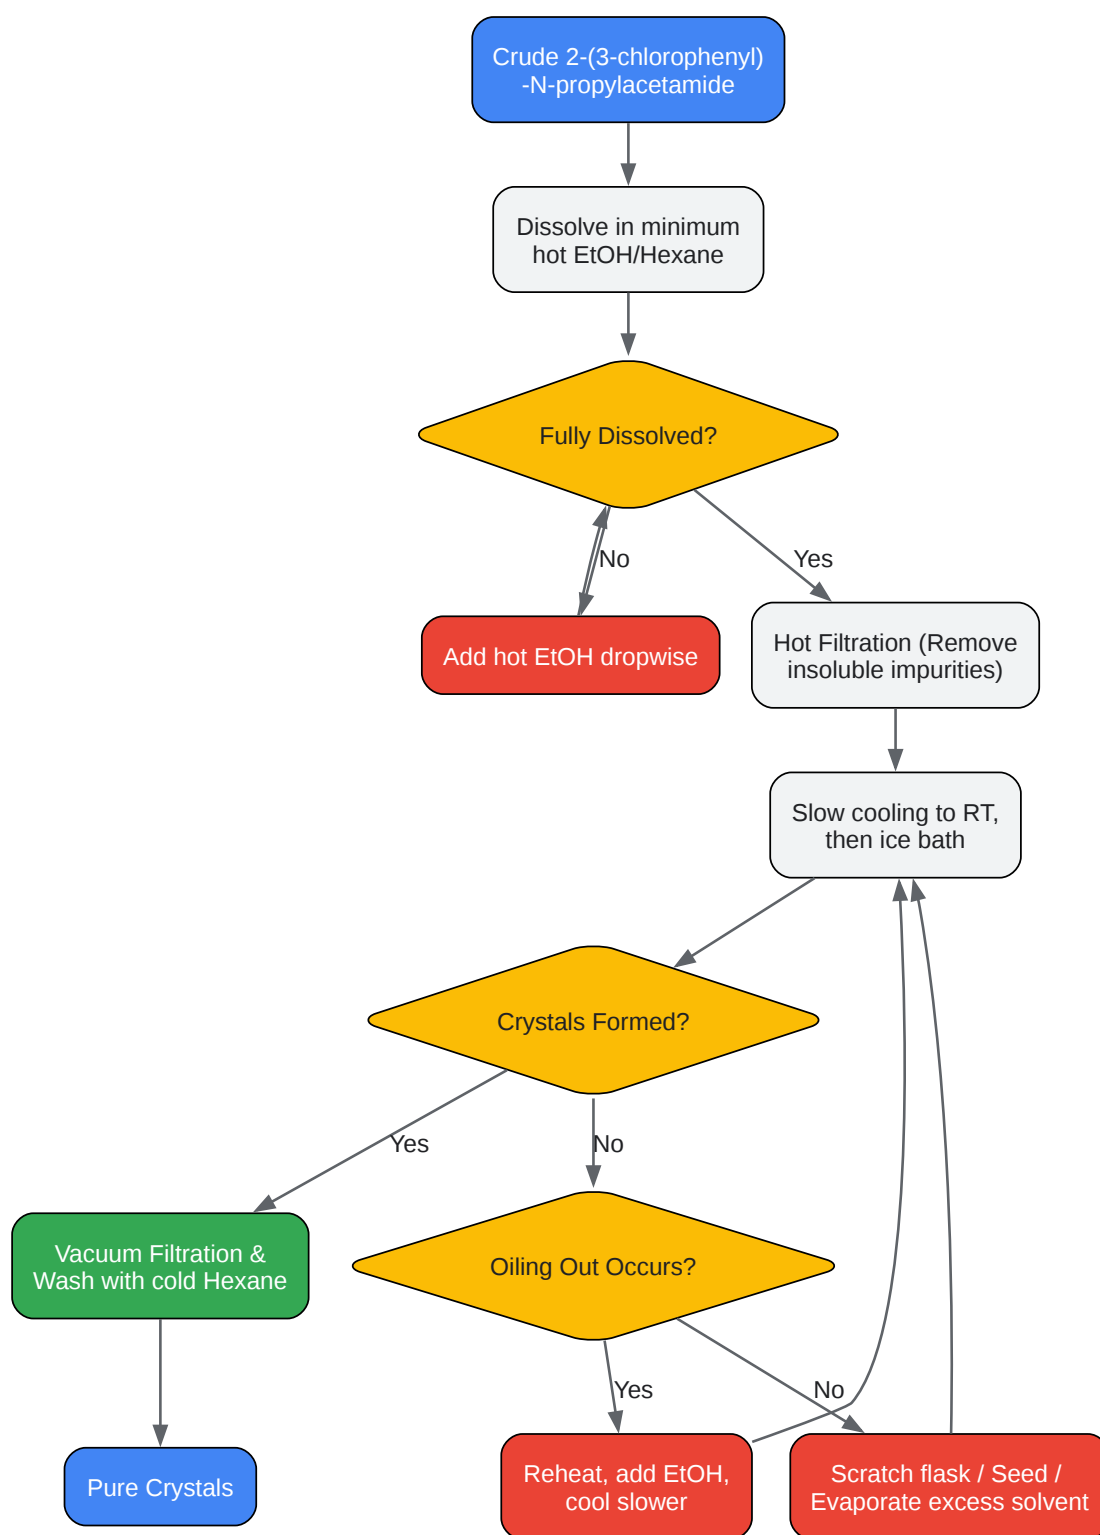 Crude 2-(3-chlorophenyl)
-N-propylacetamide
Dissolve in minimum
hot EtOH/Hexane
Fully Dissolved?
No
Yes
Add hot EtOH dropwise
Hot Filtration (Remove
insoluble impurities)
Slow cooling to RT,
then ice bath
Crystals Formed?
Yes
No
Vacuum Filtration &
Wash with cold Hexane
Oiling Out Occurs?
Yes
No
Pure Crystals
Reheat, add EtOH,
cool slower
Scratch flask / Seed /
Evaporate excess solvent